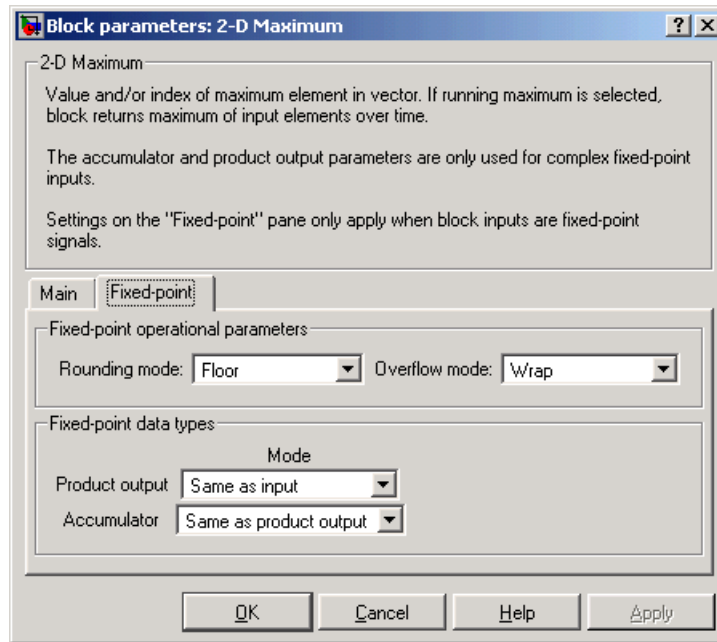 Block parameters: 2-D Maximum
2-D Maximum
Value and/or index of maximum element in vector. If running maximum is selected,
block returns maximum of input elements over time.
The accumulator and product output parameters are only used for complex fixed-point
inputs.
Settings on the "Fixed-point" pane only apply when block inputs are fixed-point
signals.
Main Fixed-point
Fixed-point operational parameters
Rounding mode: Floor Overflow mode: Wrap
Fixed-point data types
Mode
Product output Same as input
Accumulator Same as product output
OK Cancel Help Apply